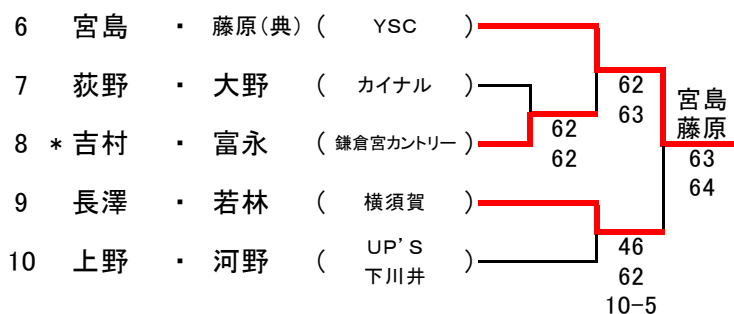 6 宮島 ・ 藤原(典) ( YSC )
7 荻野 ・ 大野 ( カイナル )
8 * 吉村 ・ 富永 ( 鎌倉宮カントリー )
9 長澤 ・ 若林 ( 横須賀 )
10 上野 ・ 河野 ( UP'S 下川井 )
62
62
62
63
46
62
10-5
宮島
藤原
63
64